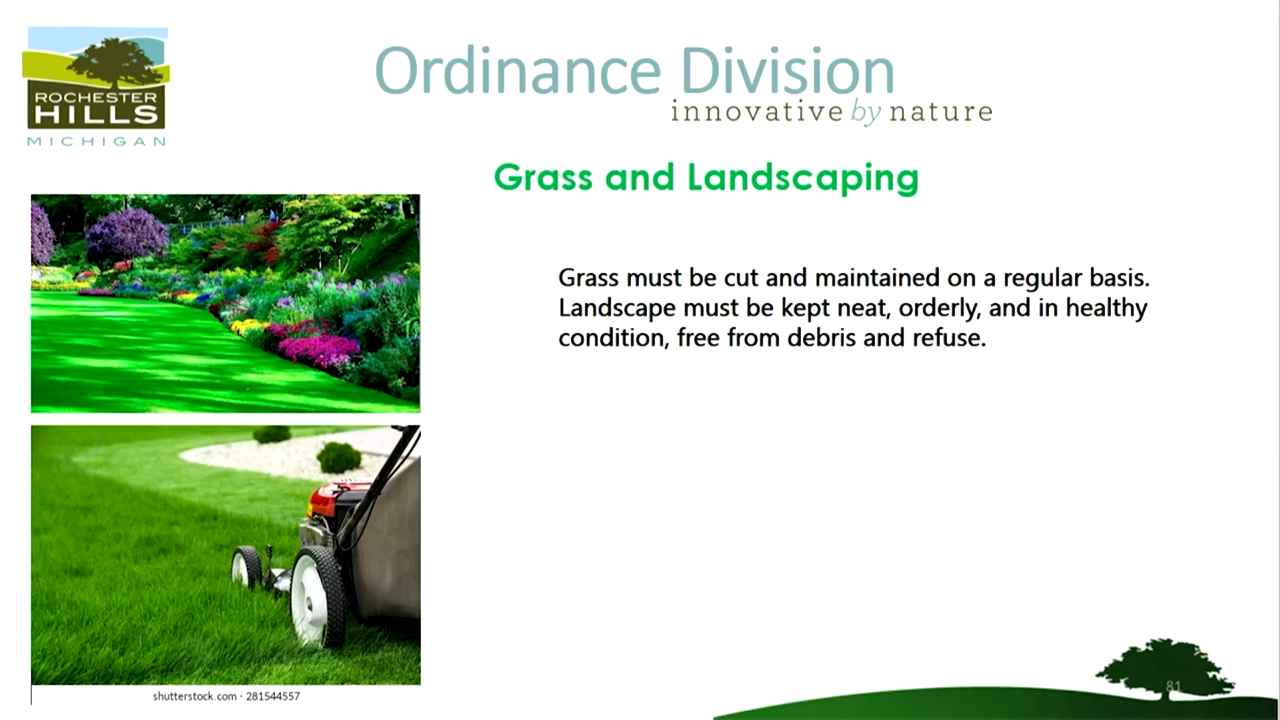 ROCHESTER
HILLS
MICHIGAN
Ordinance Division
innovative by nature
Grass and Landscaping
Grass must be cut and maintained on a regular basis.
Landscape must be kept neat, orderly, and in healthy
condition, free from debris and refuse.
shutterstock.com · 281544557
81